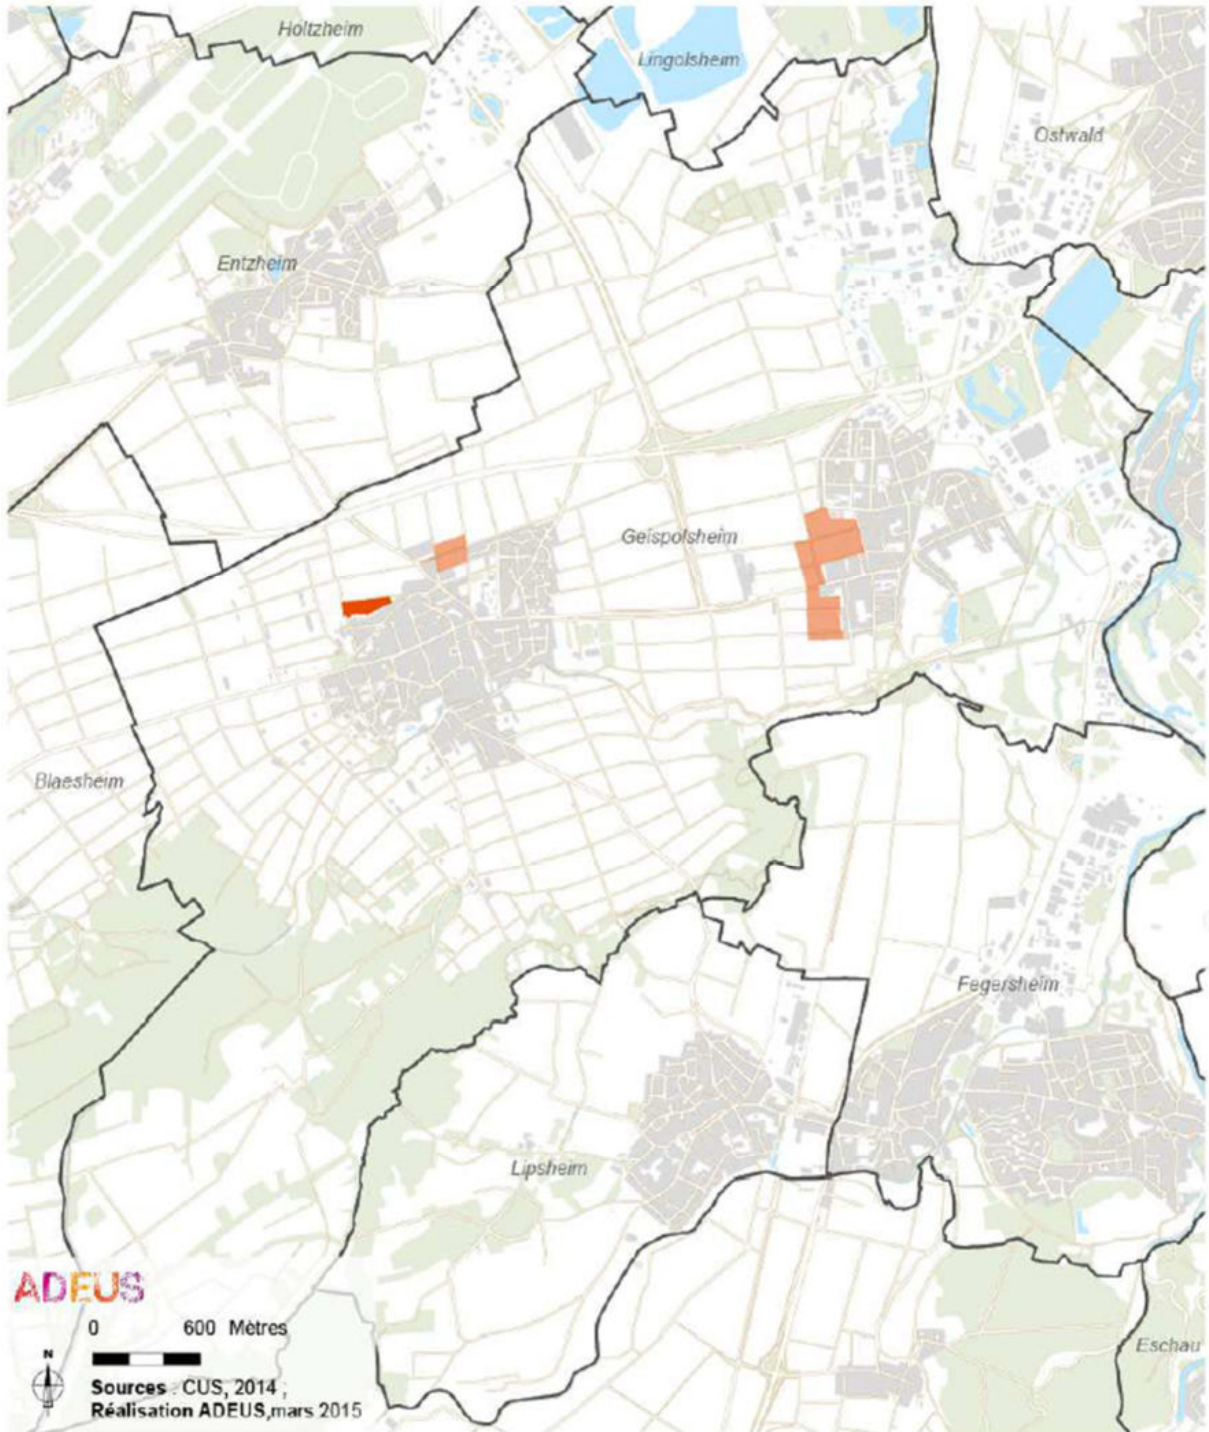 Holtzheim
Lingolsheim
Ostwald
Entzheim
Geispolsheim
Blaesheim
Fegersheim
Lipsheim
Eschau
ADEUS
0 600 Mètres
N
Sources : CUS, 2014 ;
Réalisation ADEUS,mars 2015